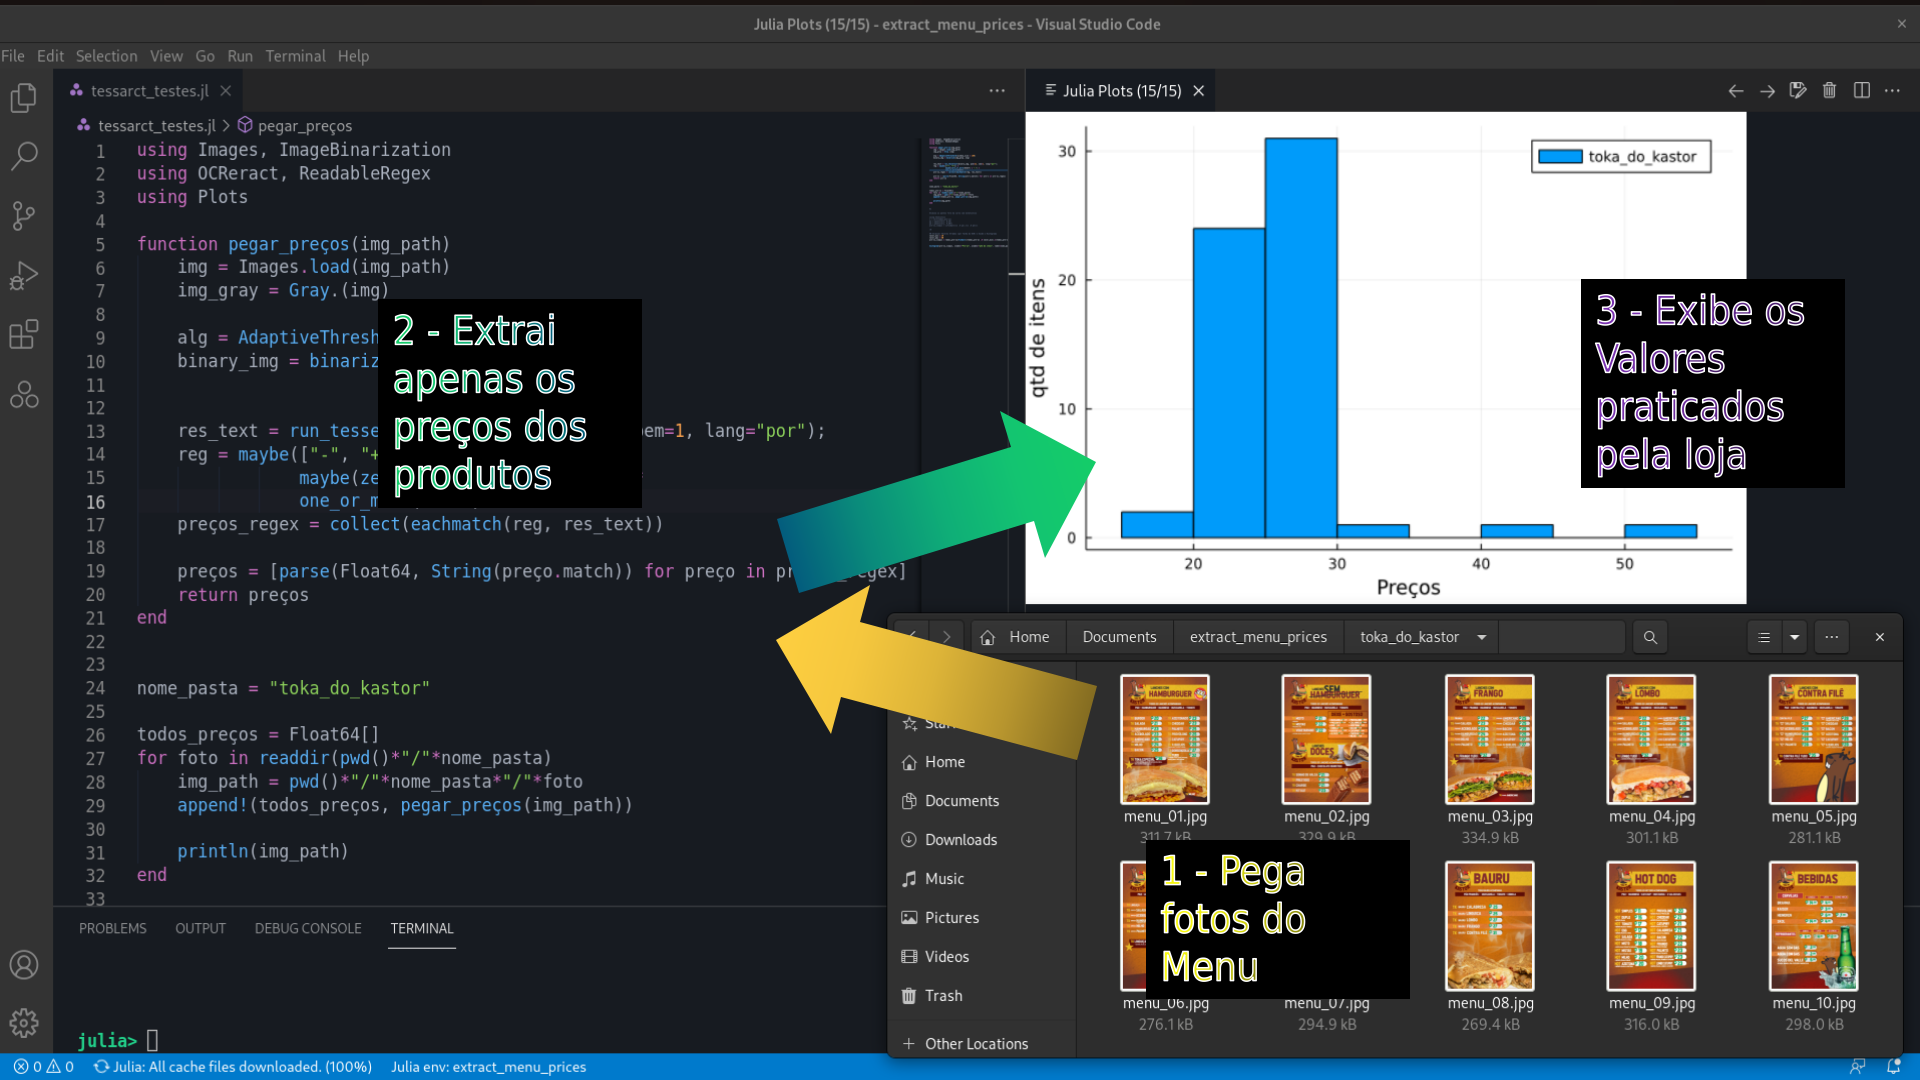 Julia Plots (15/15) - extract_menu_prices - Visual Studio Code
File Edit Selection View Go Run Terminal Help
tessarct_testes.jl
tessarct_testes.jl > pegar_preços
1 using Images, ImageBinarization
2 using OCReract, ReadableRegex
3 using Plots
4
5 function pegar_preços(img_path)
6 img = Images.load(img_path)
7 img_gray = Gray.(img)
8
9 alg = AdaptiveThresh
10 binary_img = binariz
11
12
13 res_text = run_tesse em=1, lang="por");
14 reg = maybe(["-", "+
15 maybe(ze
16 one_or_m
17 preços_regex = collect(eachmatch(reg, res_text))
18
19 preços = [parse(Float64, String(preço.match)) for preço in pr egex]
20 return preços
21 end
22
23
24 nome_pasta = "toka_do_kastor"
25
26 todos_preços = Float64[]
27 for foto in readdir(pwd()*"/"*nome_pasta)
28 img_path = pwd()*"/"*nome_pasta*"/"*foto
29 append!(todos_preços, pegar_preços(img_path))
30
31 println(img_path)
32 end
33
2 - Extrai
apenas os
preços dos
produtos
PROBLEMS OUTPUT DEBUG CONSOLE TERMINAL
julia>
Julia Plots (15/15)
toka_do_kastor
30
20
10
0
qtd de itens
20 30 40 50
Preços
3 - Exibe os
Valores
praticados
pela loja
Home Documents extract_menu_prices toka_do_kastor
Star
Home
Documents
Downloads
Music
Pictures
Videos
Trash
+ Other Locations
HAMBURGUER
SEM HAMBURGUER
DOCES
FRANGO
LOMBO
CONTRA FILÉ
menu_01.jpg menu_02.jpg menu_03.jpg menu_04.jpg menu_05.jpg
311.7 kB 329.9 kB 334.9 kB 301.1 kB 281.1 kB
1 - Pega
fotos do
Menu
BAURU
HOT DOG
BEBIDAS
menu_06.jpg menu_07.jpg menu_08.jpg menu_09.jpg menu_10.jpg
276.1 kB 294.9 kB 269.4 kB 316.0 kB 298.0 kB
0 0 Julia: All cache files downloaded. (100%) Julia env: extract_menu_prices